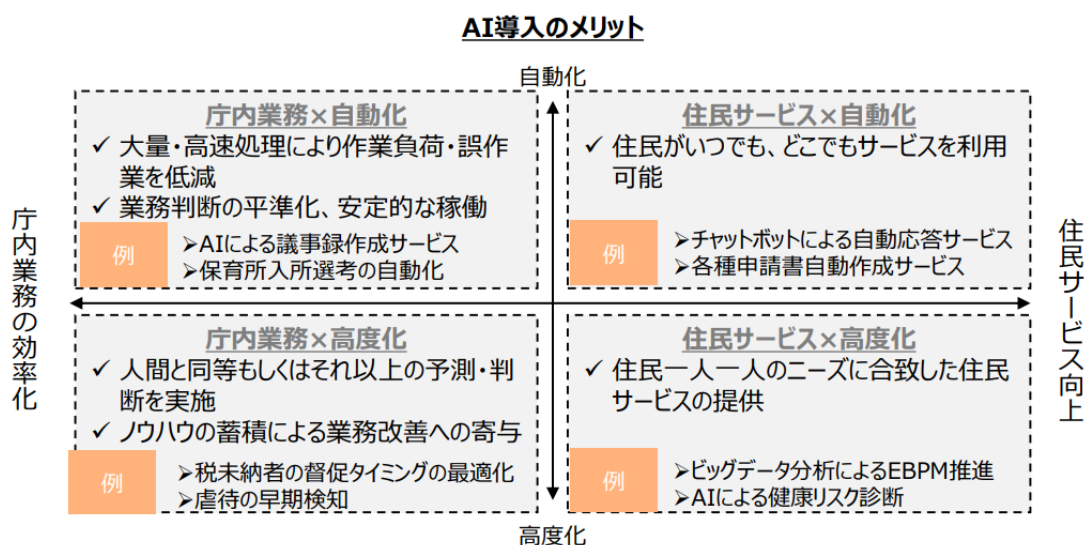 AI導入のメリット
自動化
庁内業務の効率化
庁内業務×自動化
✓ 大量・高速処理により作業負荷・誤作
業を低減
✓ 業務判断の平準化、安定的な稼働
例
➢AIによる議事録作成サービス
➢保育所入所選考の自動化
住民サービス×自動化
✓ 住民がいつでも、どこでもサービスを利用
可能
例
➢チャットボットによる自動応答サービス
➢各種申請書自動作成サービス
庁内業務×高度化
✓ 人間と同等もしくはそれ以上の予測・判
断を実施
✓ ノウハウの蓄積による業務改善への寄与
例
➢税未納者の督促タイミングの最適化
➢虐待の早期検知
住民サービス×高度化
✓ 住民一人一人のニーズに合致した住民
サービスの提供
例
➢ビッグデータ分析によるEBPM推進
➢AIによる健康リスク診断
住民サービス向上
高度化